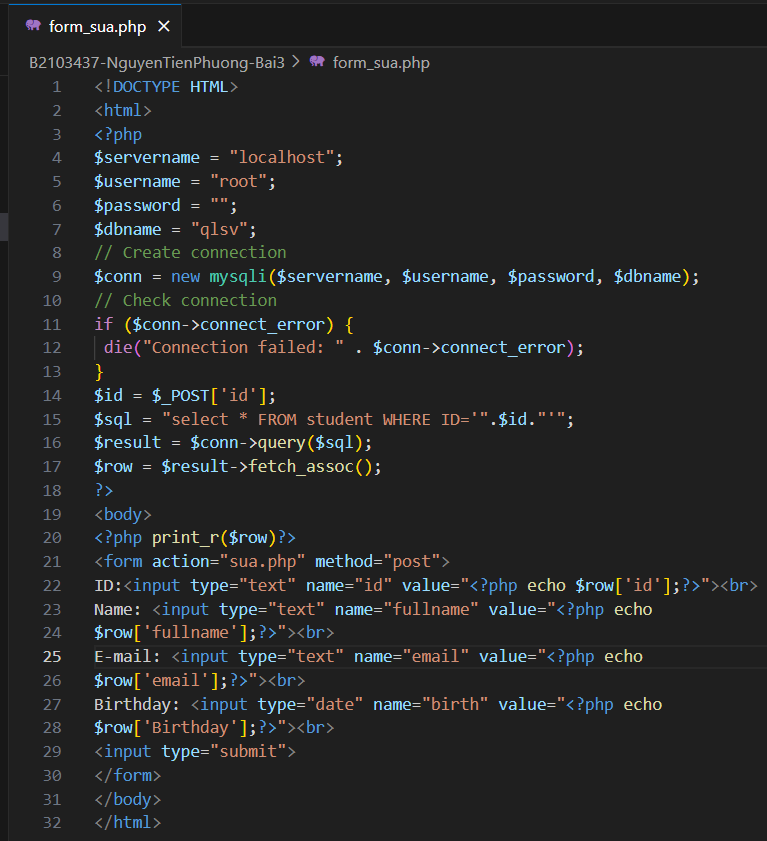 form_sua.php
B2103437-NguyenTienPhuong-Bai3 > form_sua.php
1 <!DOCTYPE HTML>
2 <html>
3 <?php
4 $servername = "localhost";
5 $username = "root";
6 $password = "";
7 $dbname = "qlsv";
8 // Create connection
9 $conn = new mysqli($servername, $username, $password, $dbname);
10 // Check connection
11 if ($conn->connect_error) {
12  die("Connection failed: " . $conn->connect_error);
13 }
14 $id = $_POST['id'];
15 $sql = "select * FROM student WHERE ID='".$id."'";
16 $result = $conn->query($sql);
17 $row = $result->fetch_assoc();
18 ?>
19 <body>
20 <?php print_r($row)?>
21 <form action="sua.php" method="post">
22 ID:<input type="text" name="id" value="<?php echo $row['id'];?>"><br>
23 Name: <input type="text" name="fullname" value="<?php echo
24 $row['fullname'];?>"><br>
25 E-mail: <input type="text" name="email" value="<?php echo
26 $row['email'];?>"><br>
27 Birthday: <input type="date" name="birth" value="<?php echo
28 $row['Birthday'];?>"><br>
29 <input type="submit">
30 </form>
31 </body>
32 </html>